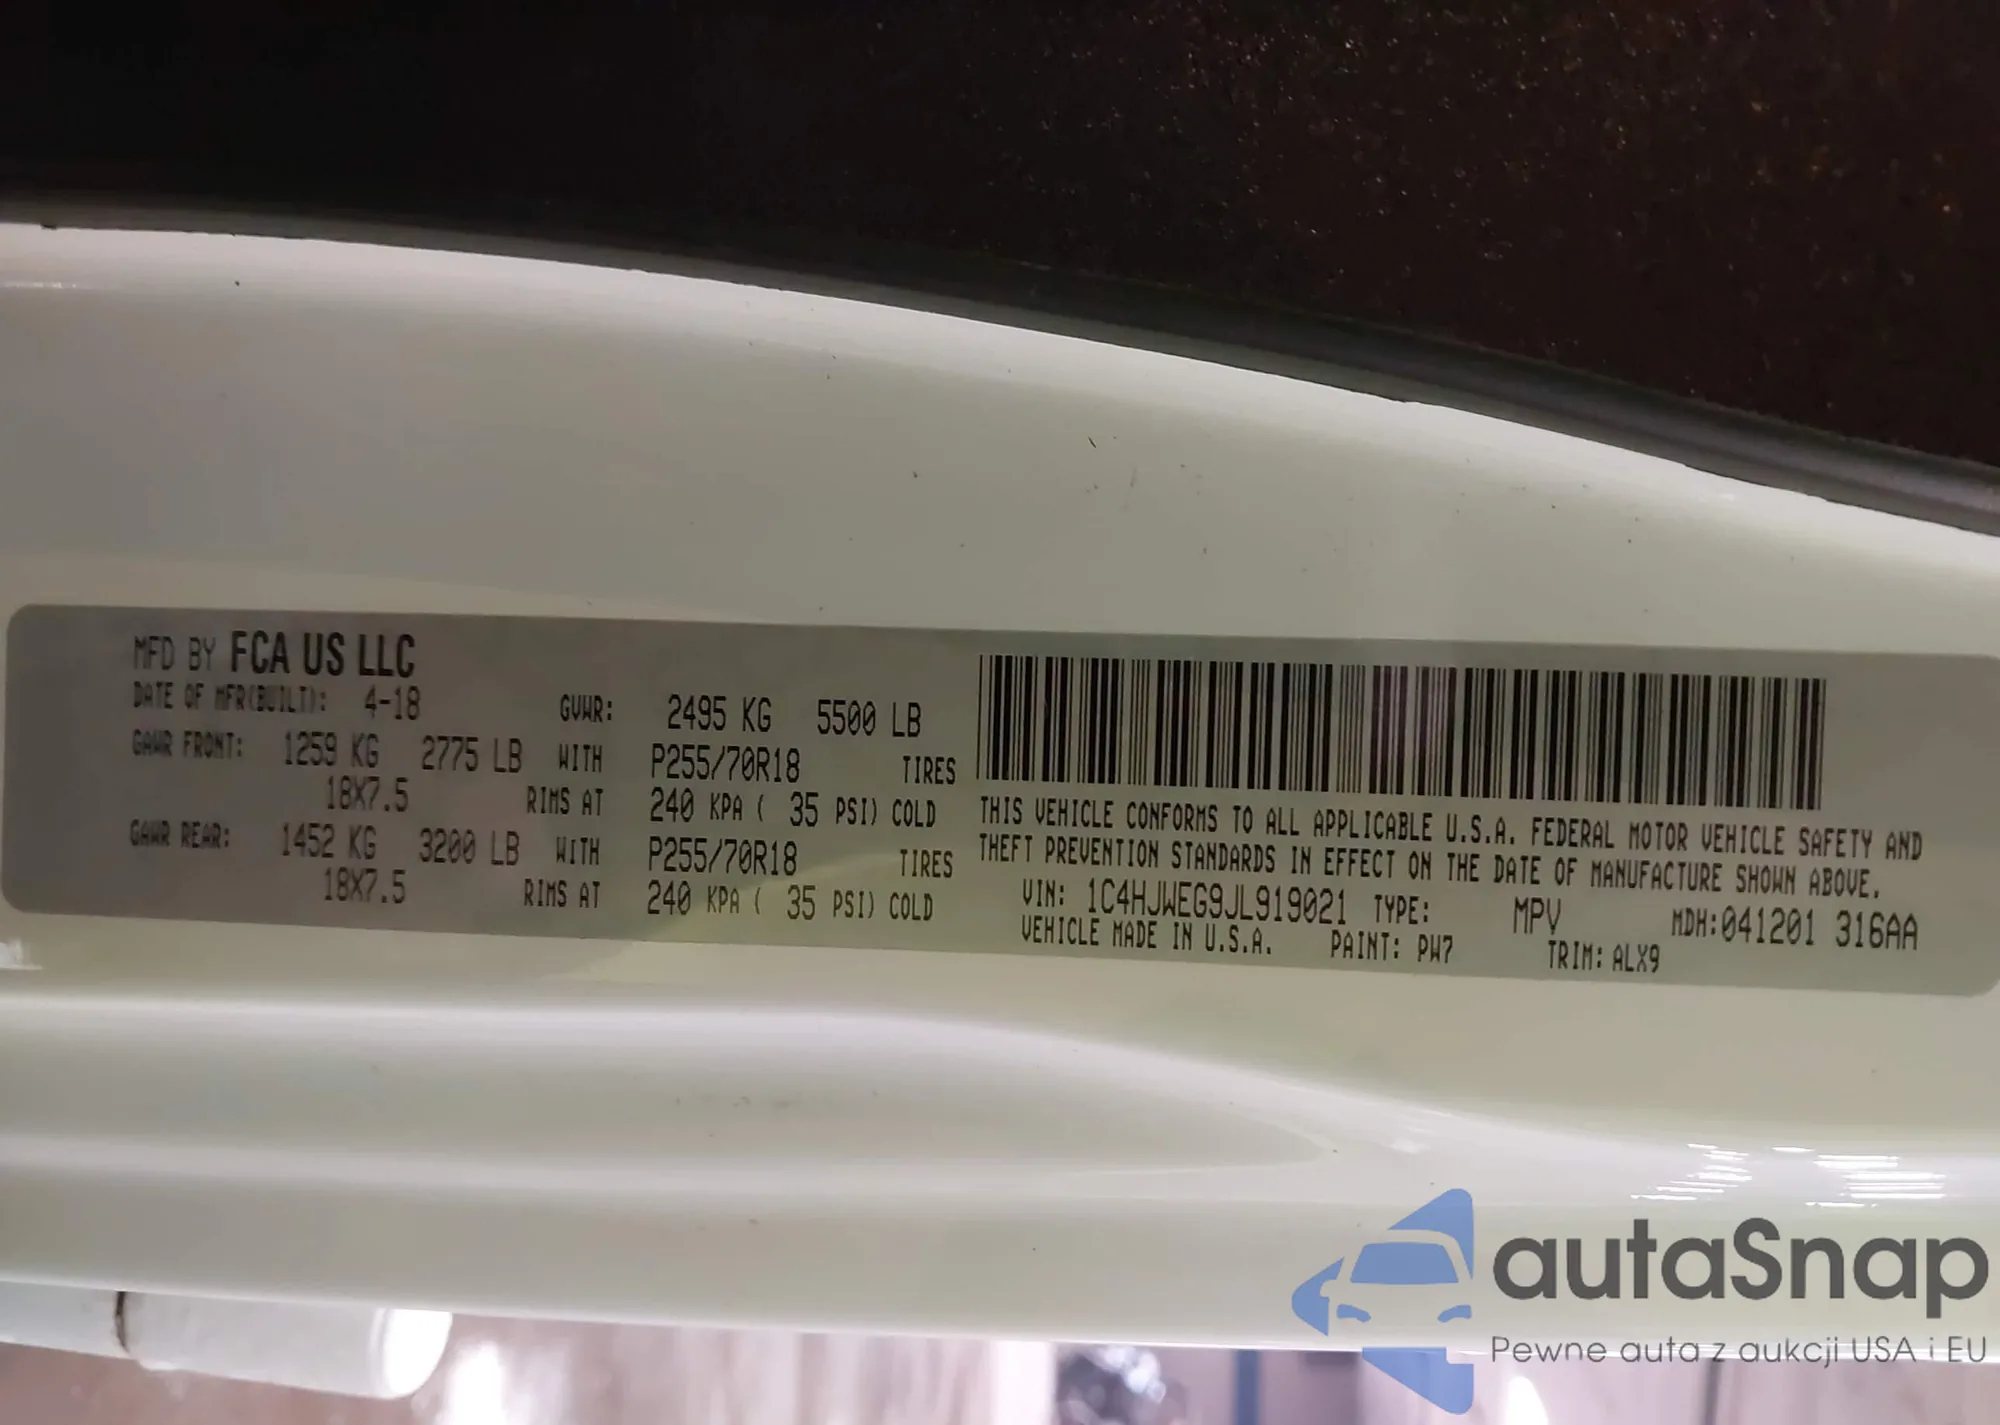 MFD BY FCA US LLC
DATE OF MFR(BUILT): 4-18 GVWR: 2495 KG 5500 LB
GAWR FRONT: 1259 KG 2775 LB WITH P255/70R18 TIRES
18X7.5 RIMS AT 240 KPA ( 35 PSI) COLD
GAWR REAR: 1452 KG 3200 LB WITH P255/70R18 TIRES
18X7.5 RIMS AT 240 KPA ( 35 PSI) COLD
THIS VEHICLE CONFORMS TO ALL APPLICABLE U.S.A. FEDERAL MOTOR VEHICLE SAFETY AND
THEFT PREVENTION STANDARDS IN EFFECT ON THE DATE OF MANUFACTURE SHOWN ABOVE.
VIN: 1C4HJWEG9JL919021 TYPE: MPV MDH:041201 316AA
VEHICLE MADE IN U.S.A. PAINT: PW7 TRIM: ALX9
autaSnap
Pewne auta z aukcji USA i EU